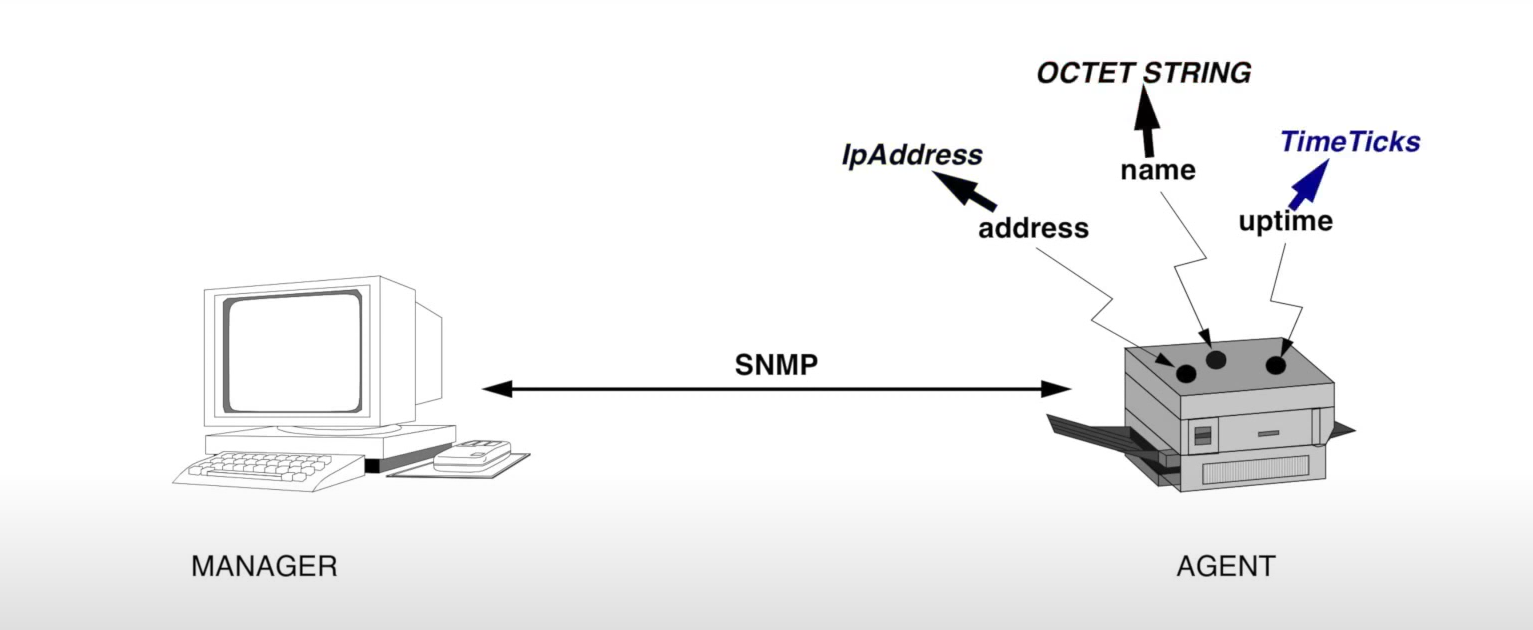 OCTET STRING
TimeTicks
IpAddress
name
uptime
address
SNMP
MANAGER
AGENT